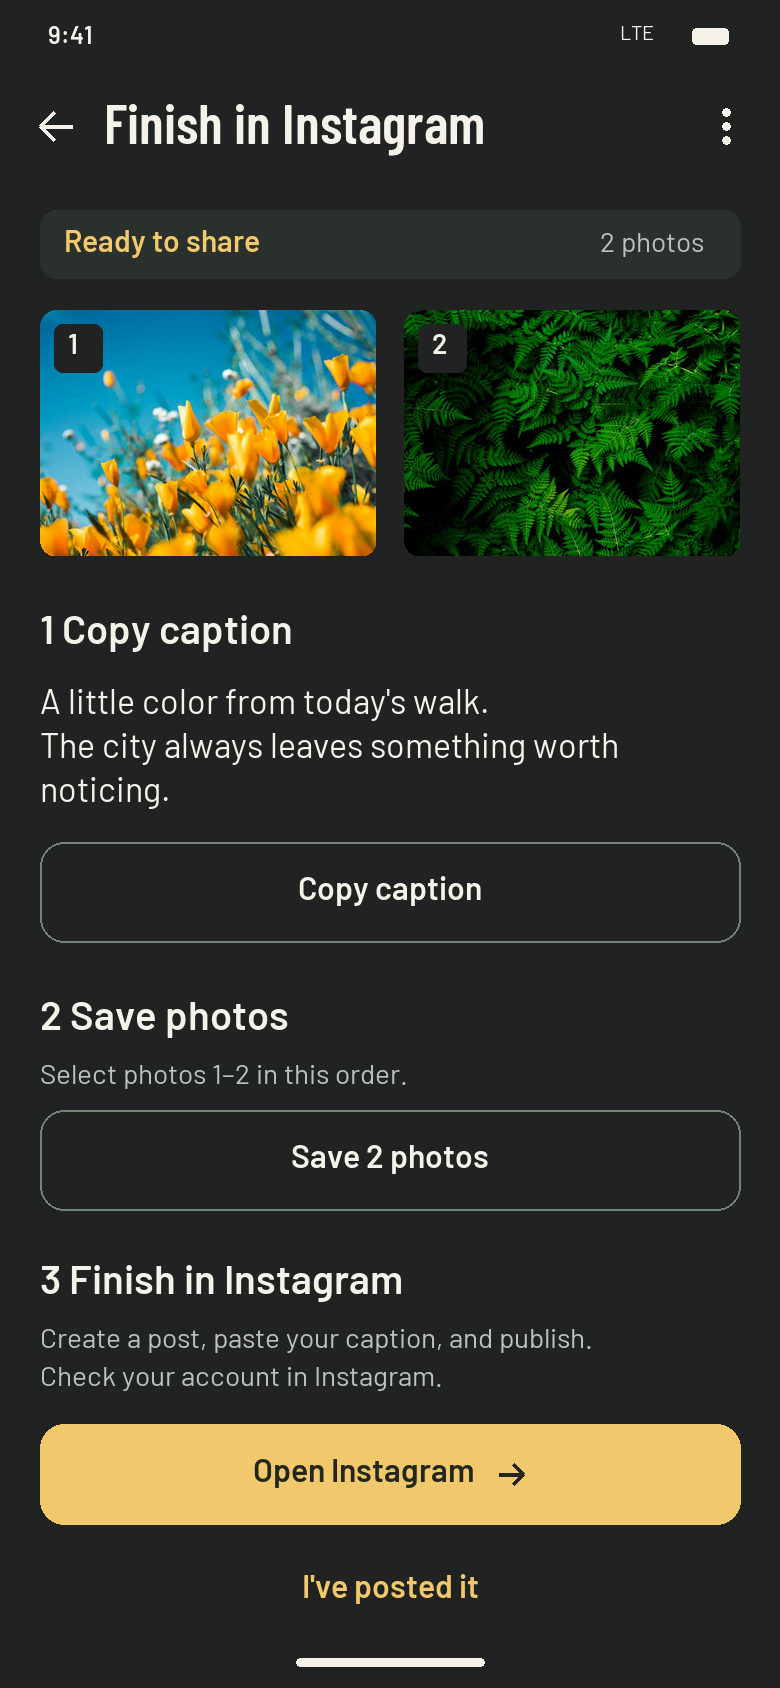 9:41
LTE
Finish in Instagram
Ready to share
2 photos
1
2
1 Copy caption
A little color from today's walk.
The city always leaves something worth
noticing.
Copy caption
2 Save photos
Select photos 1–2 in this order.
Save 2 photos
3 Finish in Instagram
Create a post, paste your caption, and publish.
Check your account in Instagram.
Open Instagram →
I've posted it